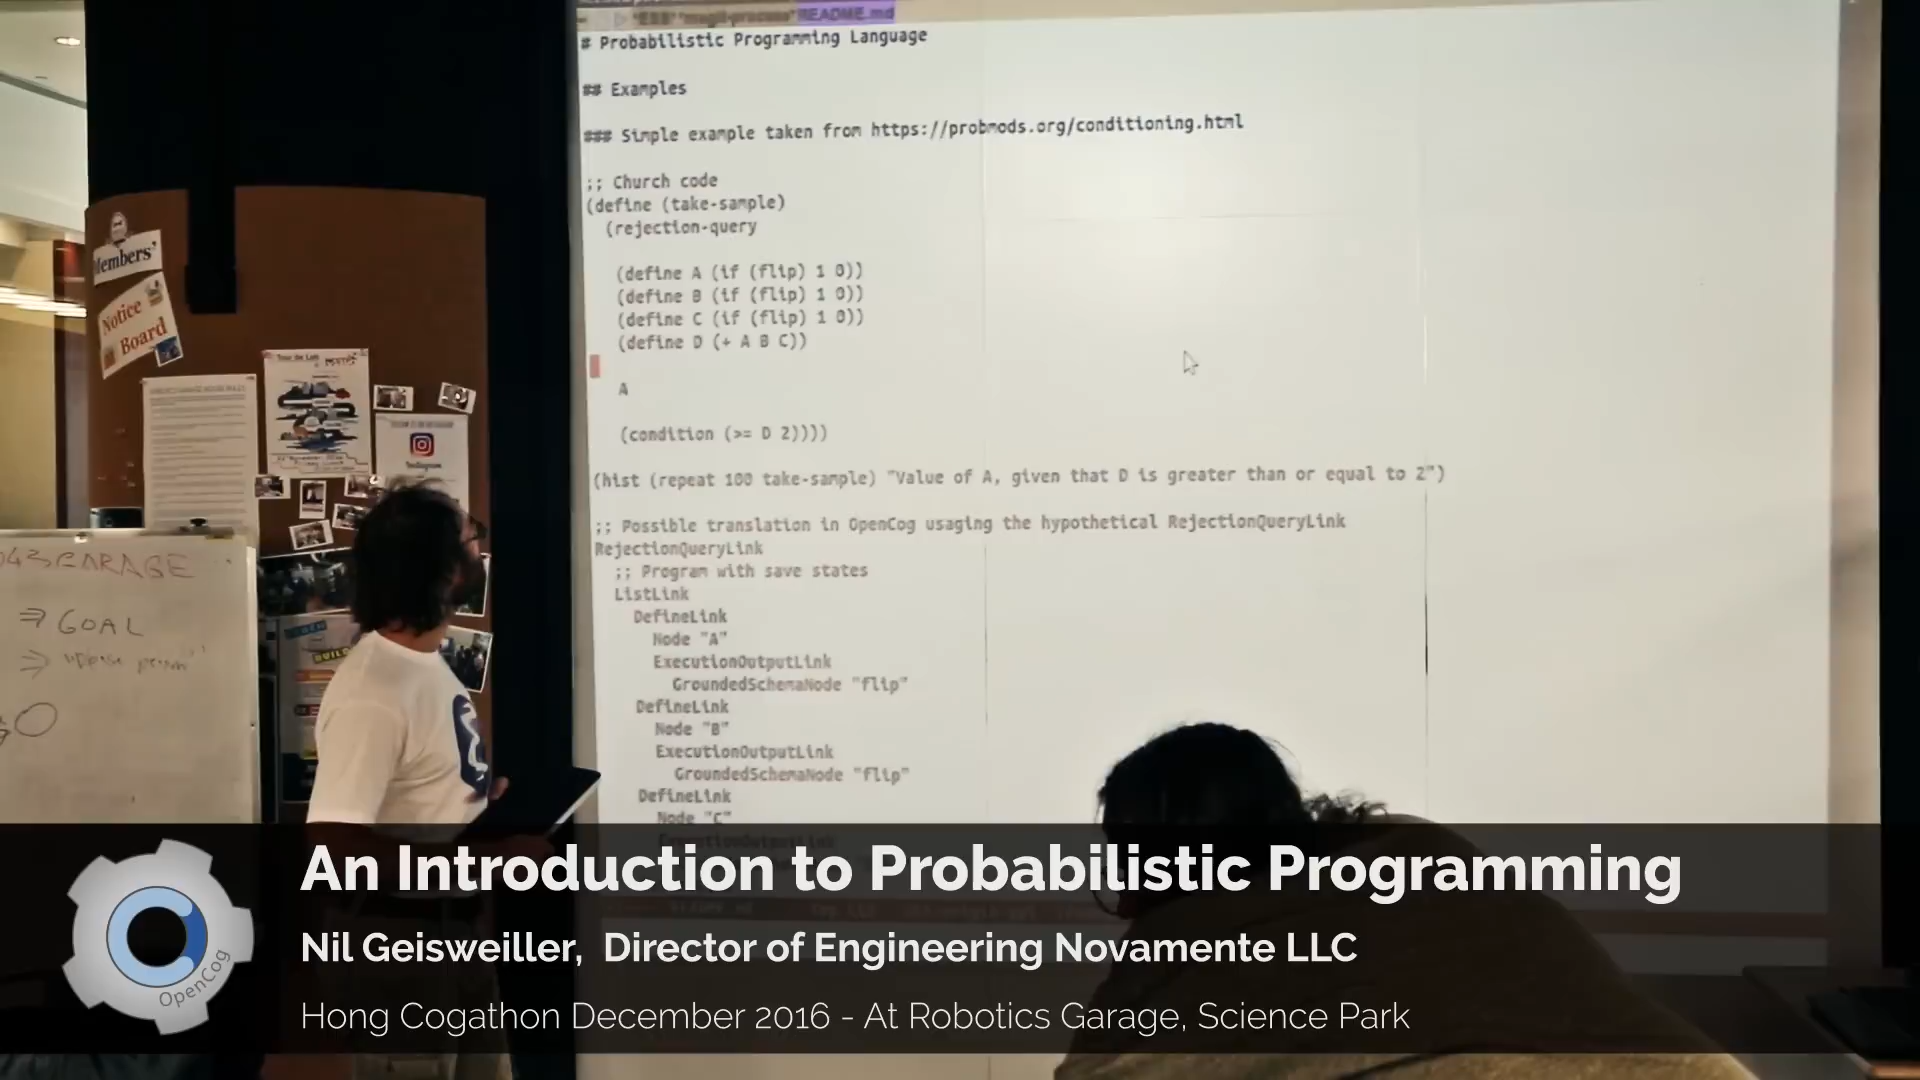 README.md
# Probabilistic Programming Language
## Examples
### Simple example taken from https://probmods.org/conditioning.html
;; Church code
(define (take-sample)
(rejection-query
(define A (if (flip) 1 0))
(define B (if (flip) 1 0))
(define C (if (flip) 1 0))
(define D (+ A B C))
A
(condition (>= D 2))))
(hist (repeat 100 take-sample) "Value of A, given that D is greater than or equal to 2")
;; Possible translation in OpenCog usaging the hypothetical RejectionQueryLink
RejectionQueryLink
;; Program with save states
ListLink
DefineLink
Node "A"
ExecutionOutputLink
GroundedSchemaNode "flip"
DefineLink
Node "B"
ExecutionOutputLink
GroundedSchemaNode "flip"
DefineLink
Node "C"
ExecutionOutputLink
Members'
Notice
Board
Instagram
GARAGE
⇒ GOAL
An Introduction to Probabilistic Programming
Nil Geisweiller, Director of Engineering Novamente LLC
Hong Cogathon December 2016 - At Robotics Garage, Science Park
OpenCog